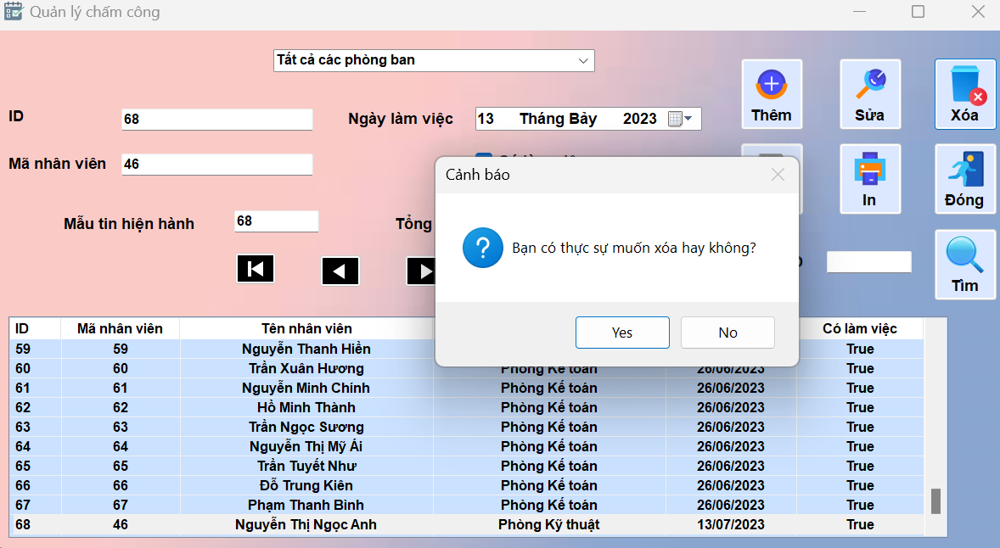 Quản lý chấm công
Tất cả các phòng ban
ID 68 Ngày làm việc 13 Tháng Bảy 2023
Thêm Sửa Xóa
Mã nhân viên 46
Cảnh báo
Bạn có thực sự muốn xóa hay không?
Yes No
In Đóng
Mẫu tin hiện hành 68 Tổng
Tìm
ID Mã nhân viên Tên nhân viên Có làm việc
59 59 Nguyễn Thanh Hiền True
60 60 Trần Xuân Hương Phòng Kế toán 26/06/2023 True
61 61 Nguyễn Minh Chính Phòng Kế toán 26/06/2023 True
62 62 Hồ Minh Thành Phòng Kế toán 26/06/2023 True
63 63 Trần Ngọc Sương Phòng Kế toán 26/06/2023 True
64 64 Nguyễn Thị Mỹ Ái Phòng Kế toán 26/06/2023 True
65 65 Trần Tuyết Như Phòng Kế toán 26/06/2023 True
66 66 Đỗ Trung Kiên Phòng Kế toán 26/06/2023 True
67 67 Phạm Thanh Bình Phòng Kế toán 26/06/2023 True
68 46 Nguyễn Thị Ngọc Anh Phòng Kỹ thuật 13/07/2023 True